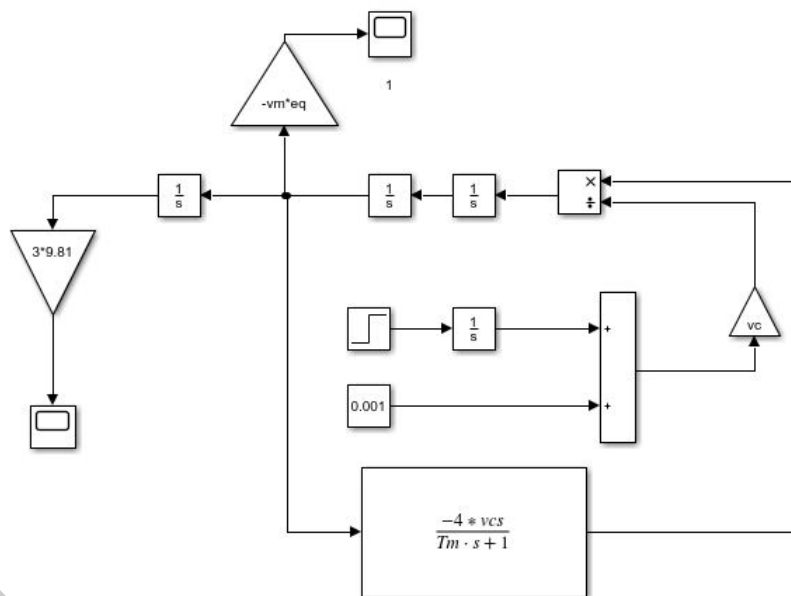 -vm*eq
1
1
s
1
s
1
s
×
÷
3*9.81
vc
1
s
+
0.001
+
−4 ∗ vcs
Tm · s + 1